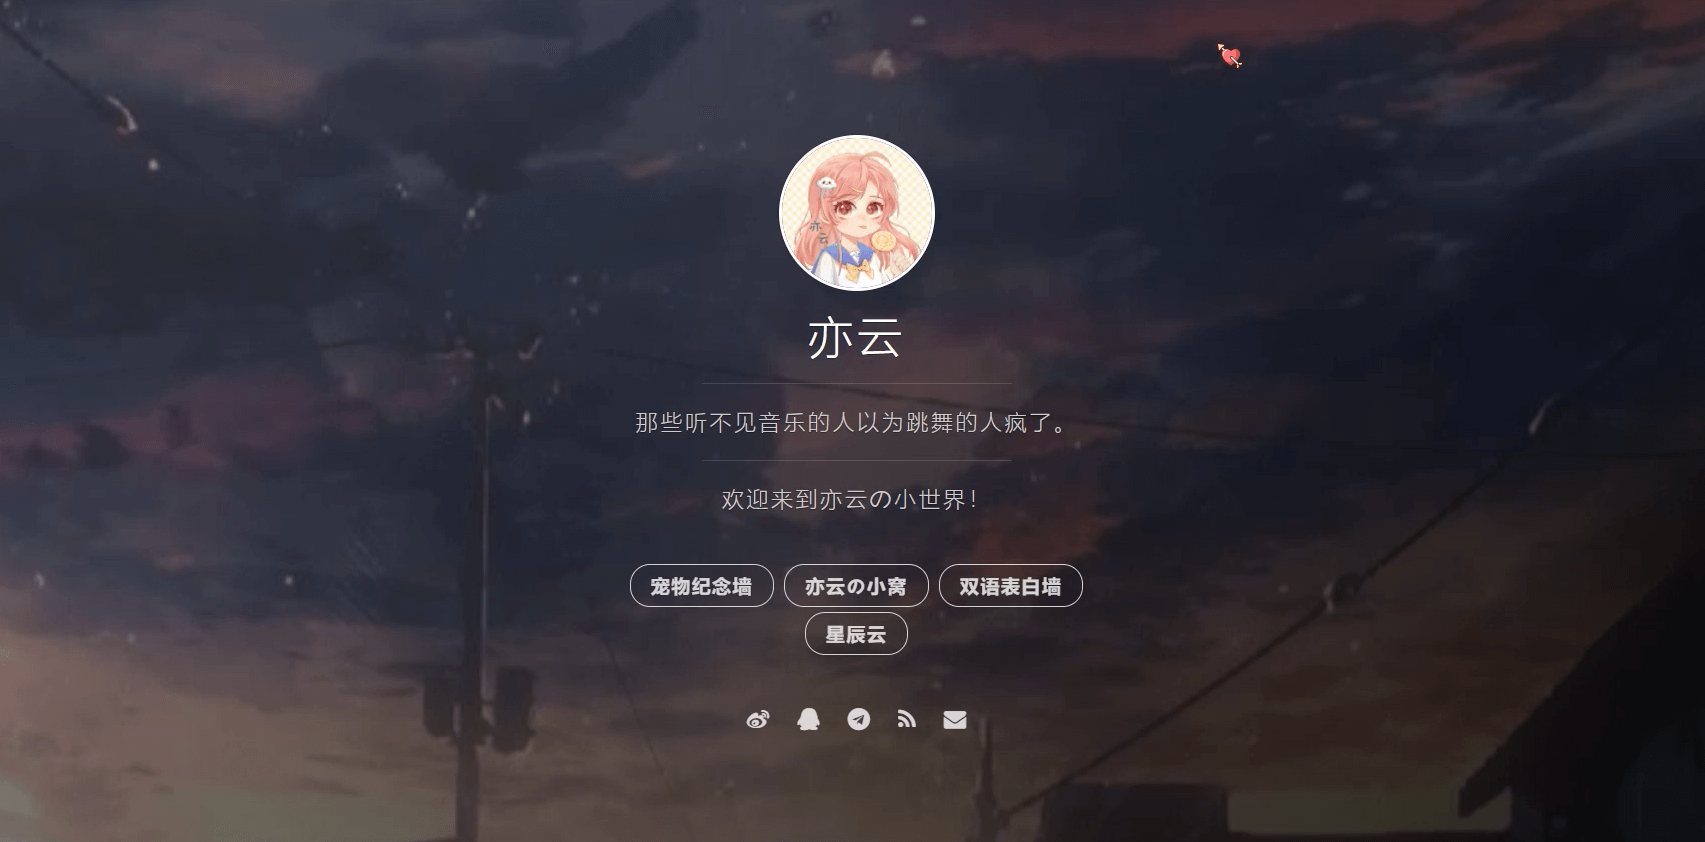 亦
云
亦云
那些听不见音乐的人以为跳舞的人疯了。
欢迎来到亦云の小世界!
宠物纪念墙 亦云の小窝 双语表白墙
星辰云